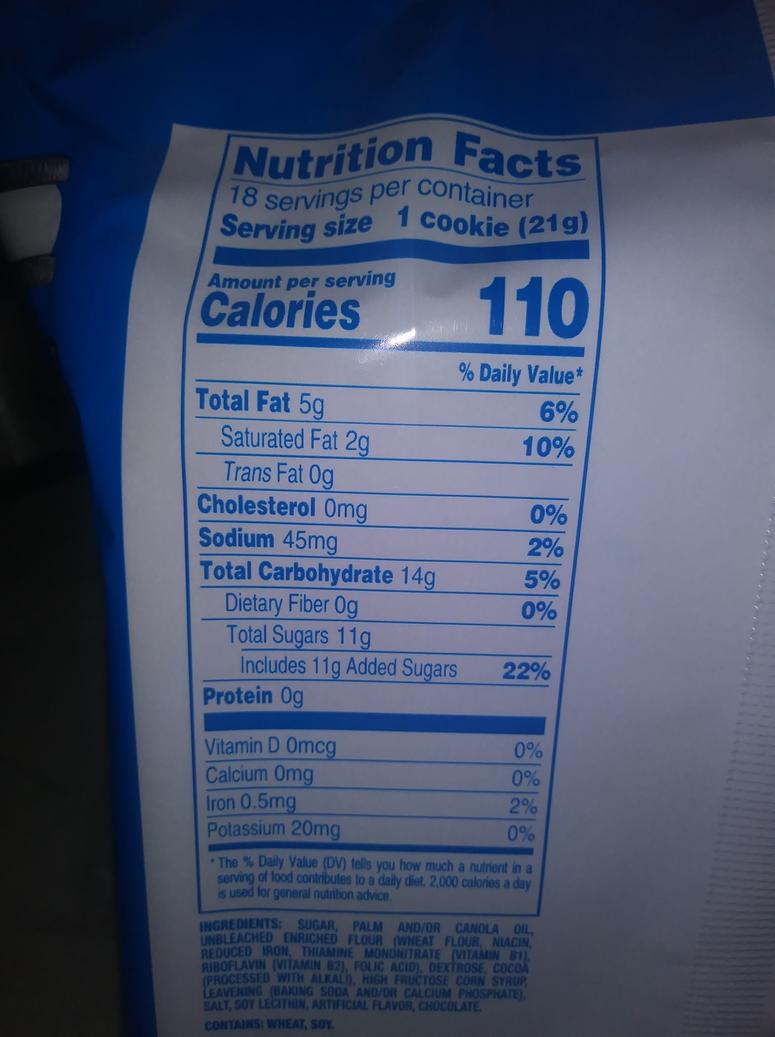 Nutrition Facts
18 servings per container
Serving size 1 cookie (21g)
Amount per serving
Calories 110
% Daily Value*
Total Fat 5g 6%
Saturated Fat 2g 10%
Trans Fat 0g
Cholesterol 0mg 0%
Sodium 45mg 2%
Total Carbohydrate 14g 5%
Dietary Fiber 0g 0%
Total Sugars 11g
Includes 11g Added Sugars 22%
Protein 0g
Vitamin D 0mcg 0%
Calcium 0mg 0%
Iron 0.5mg 2%
Potassium 20mg 0%
* The % Daily Value (DV) tells you how much a nutrient in a
serving of food contributes to a daily diet. 2,000 calories a day
is used for general nutrition advice.
INGREDIENTS: SUGAR, PALM AND/OR CANOLA OIL,
UNBLEACHED ENRICHED FLOUR (WHEAT FLOUR, NIACIN,
REDUCED IRON, THIAMINE MONONITRATE (VITAMIN B1),
RIBOFLAVIN (VITAMIN B2), FOLIC ACID), DEXTROSE, COCOA
(PROCESSED WITH ALKALI), HIGH FRUCTOSE CORN SYRUP,
LEAVENING (BAKING SODA AND/OR CALCIUM PHOSPHATE),
SALT, SOY LECITHIN, ARTIFICIAL FLAVOR, CHOCOLATE.
CONTAINS: WHEAT, SOY.